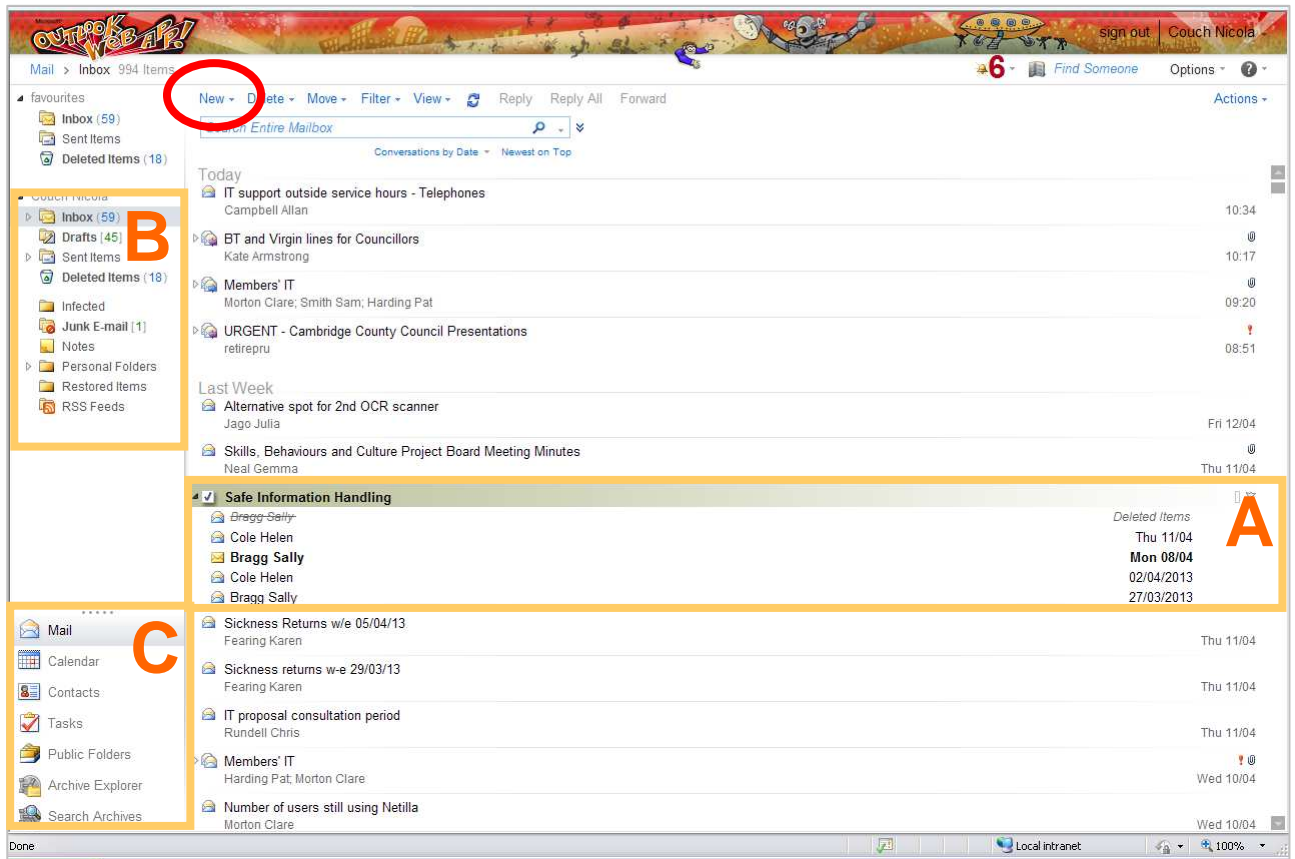 Microsoft
OUTLOOK
WEB APP!
sign out Couch Nicola
Mail > Inbox 994 Items
6 Find Someone Options ?
favourites
Inbox (59)
Sent Items
Deleted Items (18)
New Delete Move Filter View Reply Reply All Forward Actions
Search Entire Mailbox
Conversations by Date Newest on Top
Couch Nicola
Inbox (59)
Drafts [45]
Sent Items
Deleted Items (18)
Infected
Junk E-mail [1]
Notes
Personal Folders
Restored Items
RSS Feeds
B
Today
IT support outside service hours - Telephones
Campbell Allan 10:34
BT and Virgin lines for Councillors
Kate Armstrong 10:17
Members' IT
Morton Clare; Smith Sam; Harding Pat 09:20
URGENT - Cambridge County Council Presentations
retirepru 08:51
Last Week
Alternative spot for 2nd OCR scanner
Jago Julia Fri 12/04
Skills, Behaviours and Culture Project Board Meeting Minutes
Neal Gemma Thu 11/04
Safe Information Handling
Bragg Sally Deleted Items
Cole Helen Thu 11/04
Bragg Sally Mon 08/04
Cole Helen 02/04/2013
Bragg Sally 27/03/2013
A
Sickness Returns w/e 05/04/13
Fearing Karen Thu 11/04
Sickness returns w-e 29/03/13
Fearing Karen Thu 11/04
IT proposal consultation period
Rundell Chris Thu 11/04
Members' IT
Harding Pat; Morton Clare Wed 10/04
Number of users still using Netilla
Morton Clare Wed 10/04
Mail
Calendar
Contacts
Tasks
Public Folders
Archive Explorer
Search Archives
C
Done Local intranet 100%